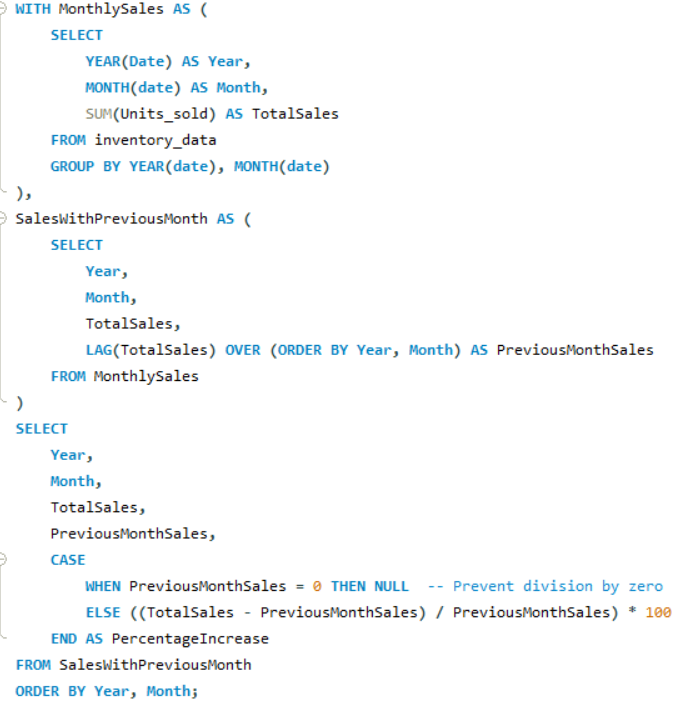 WITH MonthlySales AS (
    SELECT
        YEAR(Date) AS Year,
        MONTH(date) AS Month,
        SUM(Units_sold) AS TotalSales
    FROM inventory_data
    GROUP BY YEAR(date), MONTH(date)
),
SalesWithPreviousMonth AS (
    SELECT
        Year,
        Month,
        TotalSales,
        LAG(TotalSales) OVER (ORDER BY Year, Month) AS PreviousMonthSales
    FROM MonthlySales
)
SELECT
    Year,
    Month,
    TotalSales,
    PreviousMonthSales,
    CASE
        WHEN PreviousMonthSales = 0 THEN NULL  -- Prevent division by zero
        ELSE ((TotalSales - PreviousMonthSales) / PreviousMonthSales) * 100
    END AS PercentageIncrease
FROM SalesWithPreviousMonth
ORDER BY Year, Month;